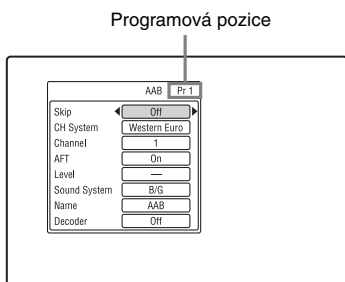 Programová pozice
AAB Pr 1
Skip Off
CH System Western Euro
Channel 1
AFT On
Level —
Sound System B/G
Name AAB
Decoder Off